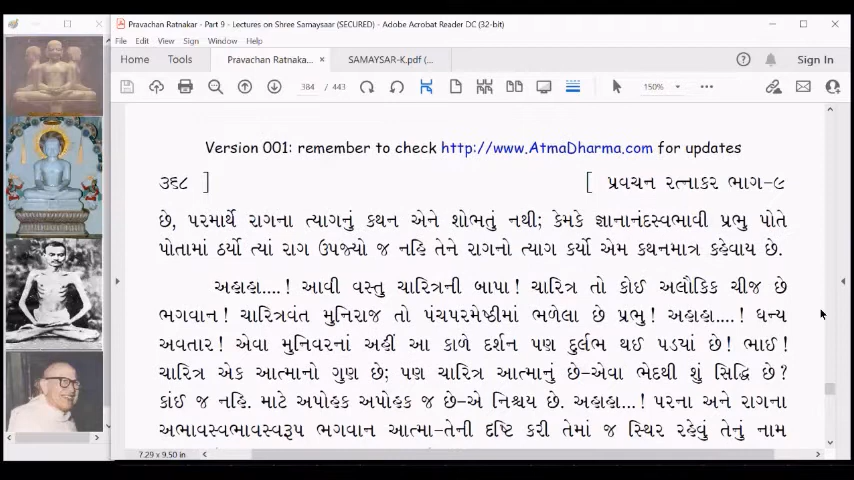 Pravachan Ratnakar - Part 9 - Lectures on Shree Samaysaar (SECURED) - Adobe Acrobat Reader DC (32-bit)
File Edit View Sign Window Help
Home Tools Pravachan Ratnaka... × SAMAYSAR-K.pdf (... Sign In
384 / 443 150%
Version 001: remember to check http://www.AtmaDharma.com for updates
૩૬૮ ] [ પ્રવચન રત્નાકર ભાગ-૯
છે, પરમાર્થે રાગના ત્યાગનું કથન એને શોભતું નથી; કેમકે જ્ઞાનાનંદસ્વભાવી પ્રભુ પોતે
પોતામાં ઠર્યો ત્યાં રાગ ઉપજ્યો જ નહિ તેને રાગનો ત્યાગ કર્યો એમ કથનમાત્ર કહેવાય છે.
અહાહા....! આવી વસ્તુ ચારિત્રની બાપા! ચારિત્ર તો કોઈ અલૌકિક ચીજ છે
ભગવાન! ચારિત્રવંત મુનિરાજ તો પંચપરમેષ્ઠીમાં ભળેલા છે પ્રભુ! અહાહા....! ધન્ય
અવતાર! એવા મુનિવરનાં અહીં આ કાળે દર્શન પણ દુર્લભ થઈ પડયાં છે! ભાઈ!
ચારિત્ર એક આત્માનો ગુણ છે; પણ ચારિત્ર આત્માનું છે-એવા ભેદથી શું સિદ્ધિ છે?
કાંઈ જ નહિ. માટે અપોહક અપોહક જ છે-એ નિશ્ચય છે. અહાહા...! પરના અને રાગના
અભાવસ્વભાવસ્વરૂપ ભગવાન આત્મા-તેની દષ્ટિ કરી તેમાં જ સ્થિર રહેવું તેનું નામ
7.29 x 9.50 in